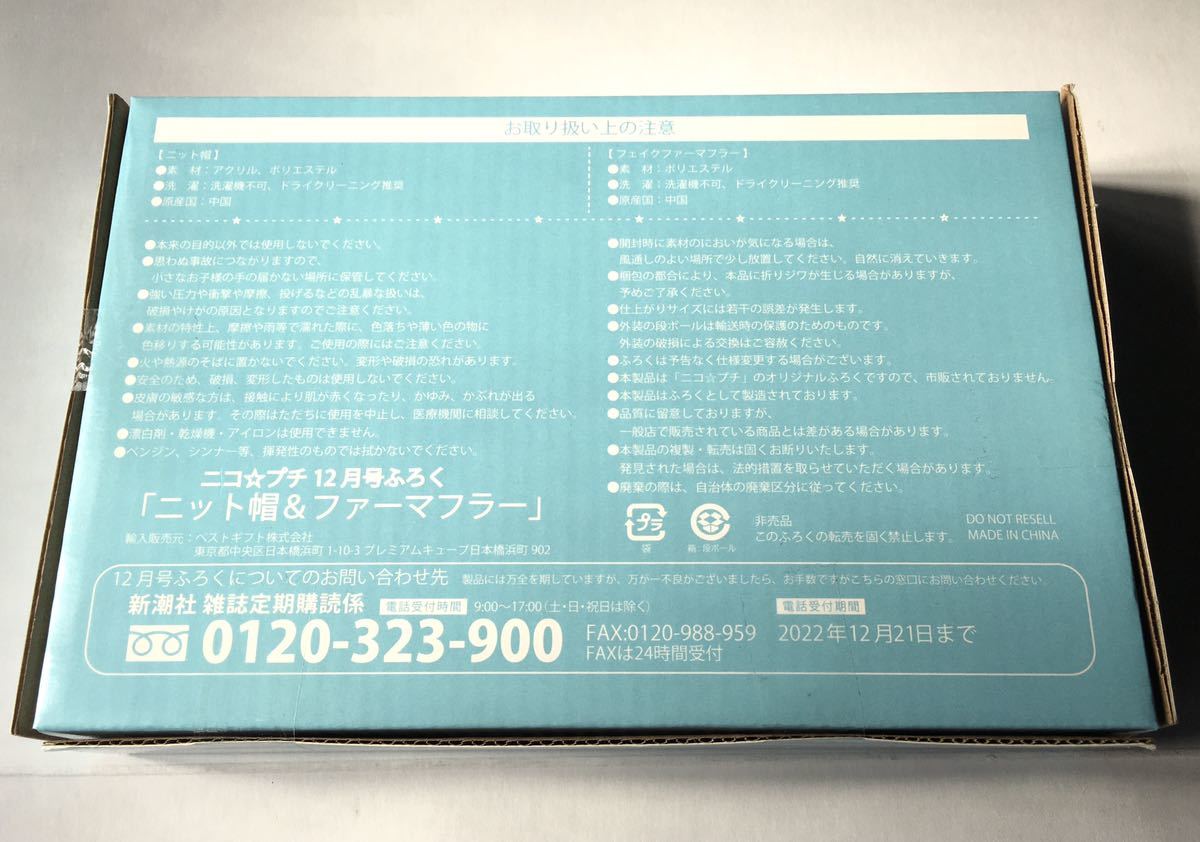 お取り扱い上の注意
【ニット帽】
●素　材：アクリル、ポリエステル
●洗　濯：洗濯機不可、ドライクリーニング推奨
●原産国：中国
【フェイクファーマフラー】
●素　材：ポリエステル
●洗　濯：洗濯機不可、ドライクリーニング推奨
●原産国：中国
●本来の目的以外では使用しないでください。
●思わぬ事故につながりますので、
小さなお子様の手の届かない場所に保管してください。
●強い圧力や衝撃や摩擦、投げるなどの乱暴な扱いは、
破損やけがの原因となりますのでご注意ください。
●素材の特性上、摩擦や雨等で濡れた際に、色落ちや薄い色の物に
色移りする可能性があります。ご使用の際にはご注意ください。
●火や熱源のそばに置かないでください。変形や破損の恐れがあります。
●安全のため、破損、変形したものは使用しないでください。
●皮膚の敏感な方は、接触により肌が赤くなったり、かゆみ、かぶれが出る
場合があります。その際はただちに使用を中止し、医療機関に相談してください。
●漂白剤・乾燥機・アイロンは使用できません。
●ベンジン、シンナー等、揮発性のものでは拭かないでください。
●開封時に素材のにおいが気になる場合は、
風通しのよい場所で少し放置してください。自然に消えていきます。
●梱包の都合により、本品に折りジワが生じる場合がありますが、
予めご了承ください。
●仕上がりサイズには若干の誤差が発生します。
●外装の段ボールは輸送時の保護のためのものです。
外装の破損による交換はご容赦ください。
●ふろくは予告なく仕様変更する場合がございます。
●本製品は「ニコ☆プチ」のオリジナルふろくですので、市販されておりません。
●本製品はふろくとして製造されております。
●品質に留意しておりますが、
一般店で販売されている商品とは差がある場合があります。
●本製品の複製・転売は固くお断りいたします。
発見された場合は、法的措置を取らせていただく場合があります。
●廃棄の際は、自治体の廃棄区分に従ってください。
ニコ☆プチ 12月号ふろく
「ニット帽＆ファーマフラー」
輸入販売元：ベストギフト株式会社
東京都中央区日本橋浜町 1-10-3 プレミアムキューブ日本橋浜町 902
プラ
袋
箱：段ボール
非売品
このふろくの転売を固く禁止します。
DO NOT RESELL
MADE IN CHINA
12月号ふろくについてのお問い合わせ先　製品には万全を期していますが、万が一不良がございましたら、お手数ですがこちらの窓口にお問い合わせください。
新潮社 雑誌定期購読係　電話受付時間　9:00～17:00（土・日・祝日は除く）
0120-323-900
FAX:0120-988-959
FAXは24時間受付
電話受付期間
2022年12月21日まで